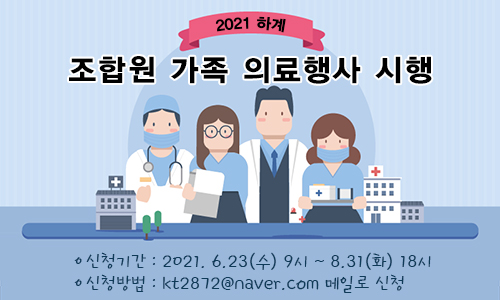 2021 하계
조합원 가족 의료행사 시행
신청기간 : 2021. 6.23(수) 9시 ~ 8.31(화) 18시
신청방법 : kt2872@naver.com 메일로 신청